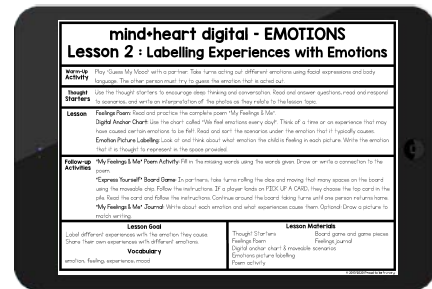 mind+heart digital - EMOTIONS
Lesson 2 : Labelling Experiences with Emotions
Warm-Up Activity
Play 'Guess My Mood' with a partner. Take turns acting out different emotions using facial expressions and body
language. The other person must try to guess the emotion that is acted out.
Thought Starters
Use the thought starters to encourage deep thinking and conversation. Read and answer questions, read and respond
to scenarios, and write an interpretation of the photos as they relate to the lesson topic.
Lesson
Feelings Poem: Read and practice the complete poem "My Feelings & Me".
Digital Anchor Chart: Use the chart called "We feel emotions every day!". Think of a time or an experience that may
have caused certain emotions to be felt. Read and sort the scenarios under the emotion that it typically causes.
Emotion Picture Labelling: Look at and think about what emotion the child is feeling in each picture. Write the emotion
that it is thought to represent in the space provided.
Follow-up Activities
"My Feelings & Me" Poem Activity: Fill in the missing words using the words given. Draw or write a connection to the
poem.
"Express Yourself" Board Game: In partners, take turns rolling the dice and moving that many spaces on the board
using the moveable chip. Follow the instructions. If a player lands on PICK UP A CARD, they choose the top card in the
pile. Read the card and follow the instructions. Continue around the board taking turns until one person returns home.
"My Feelings & Me" Journal: Write about each emotion and what experiences cause them. Optional: Draw a picture to
match writing.
Lesson Goal
Label different experiences with the emotion they cause.
Share their own experiences with different emotions.
Vocabulary
emotion, feeling, experience, mood
Lesson Materials
Thought Starters
Feelings Poem
Digital anchor chart & moveable scenarios
Emotions picture labelling
Poem activity
Board game and game pieces
Feelings journal